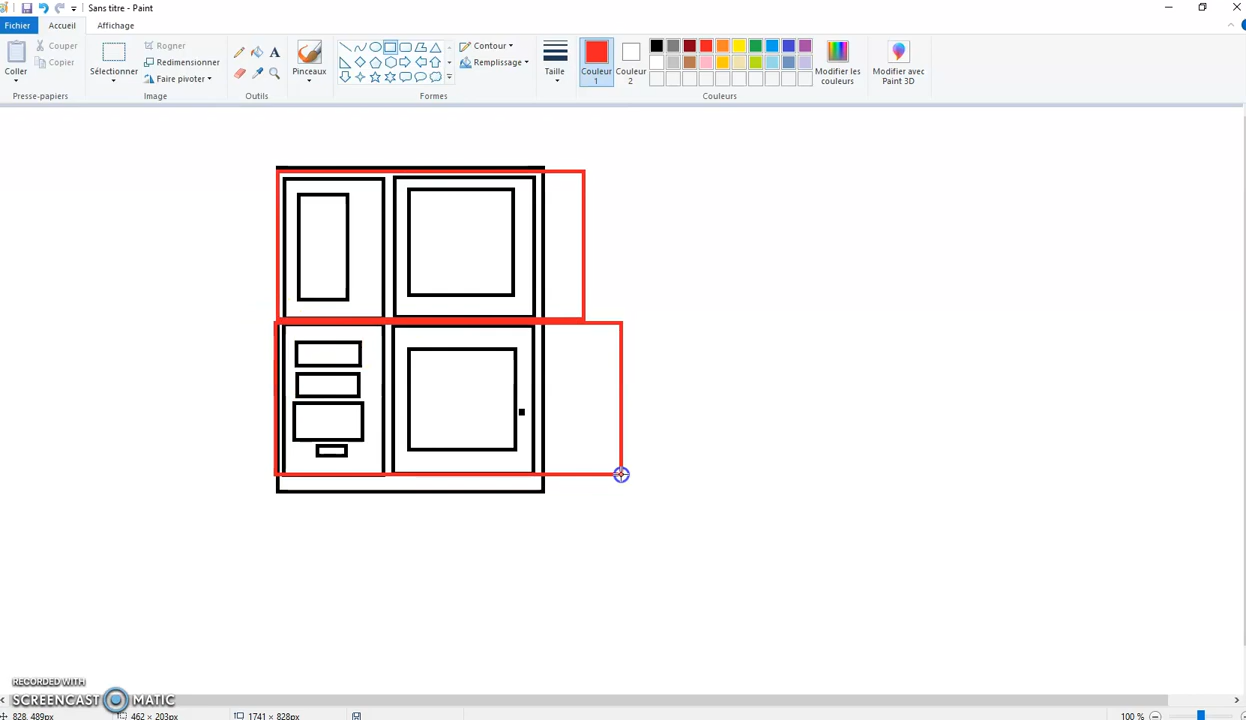 Sans titre - Paint
Fichier Accueil Affichage
Coller
Couper
Copier
Presse-papiers
Sélectionner
Rogner
Redimensionner
Faire pivoter
Image
Outils
Pinceaux
Contour
Remplissage
Formes
Taille
Couleur 1
Couleur 2
Modifier les couleurs
Couleurs
Modifier avec Paint 3D
RECORDED WITH
SCREENCAST MATIC
828, 489px 462 × 203px 1741 × 828px 100 %